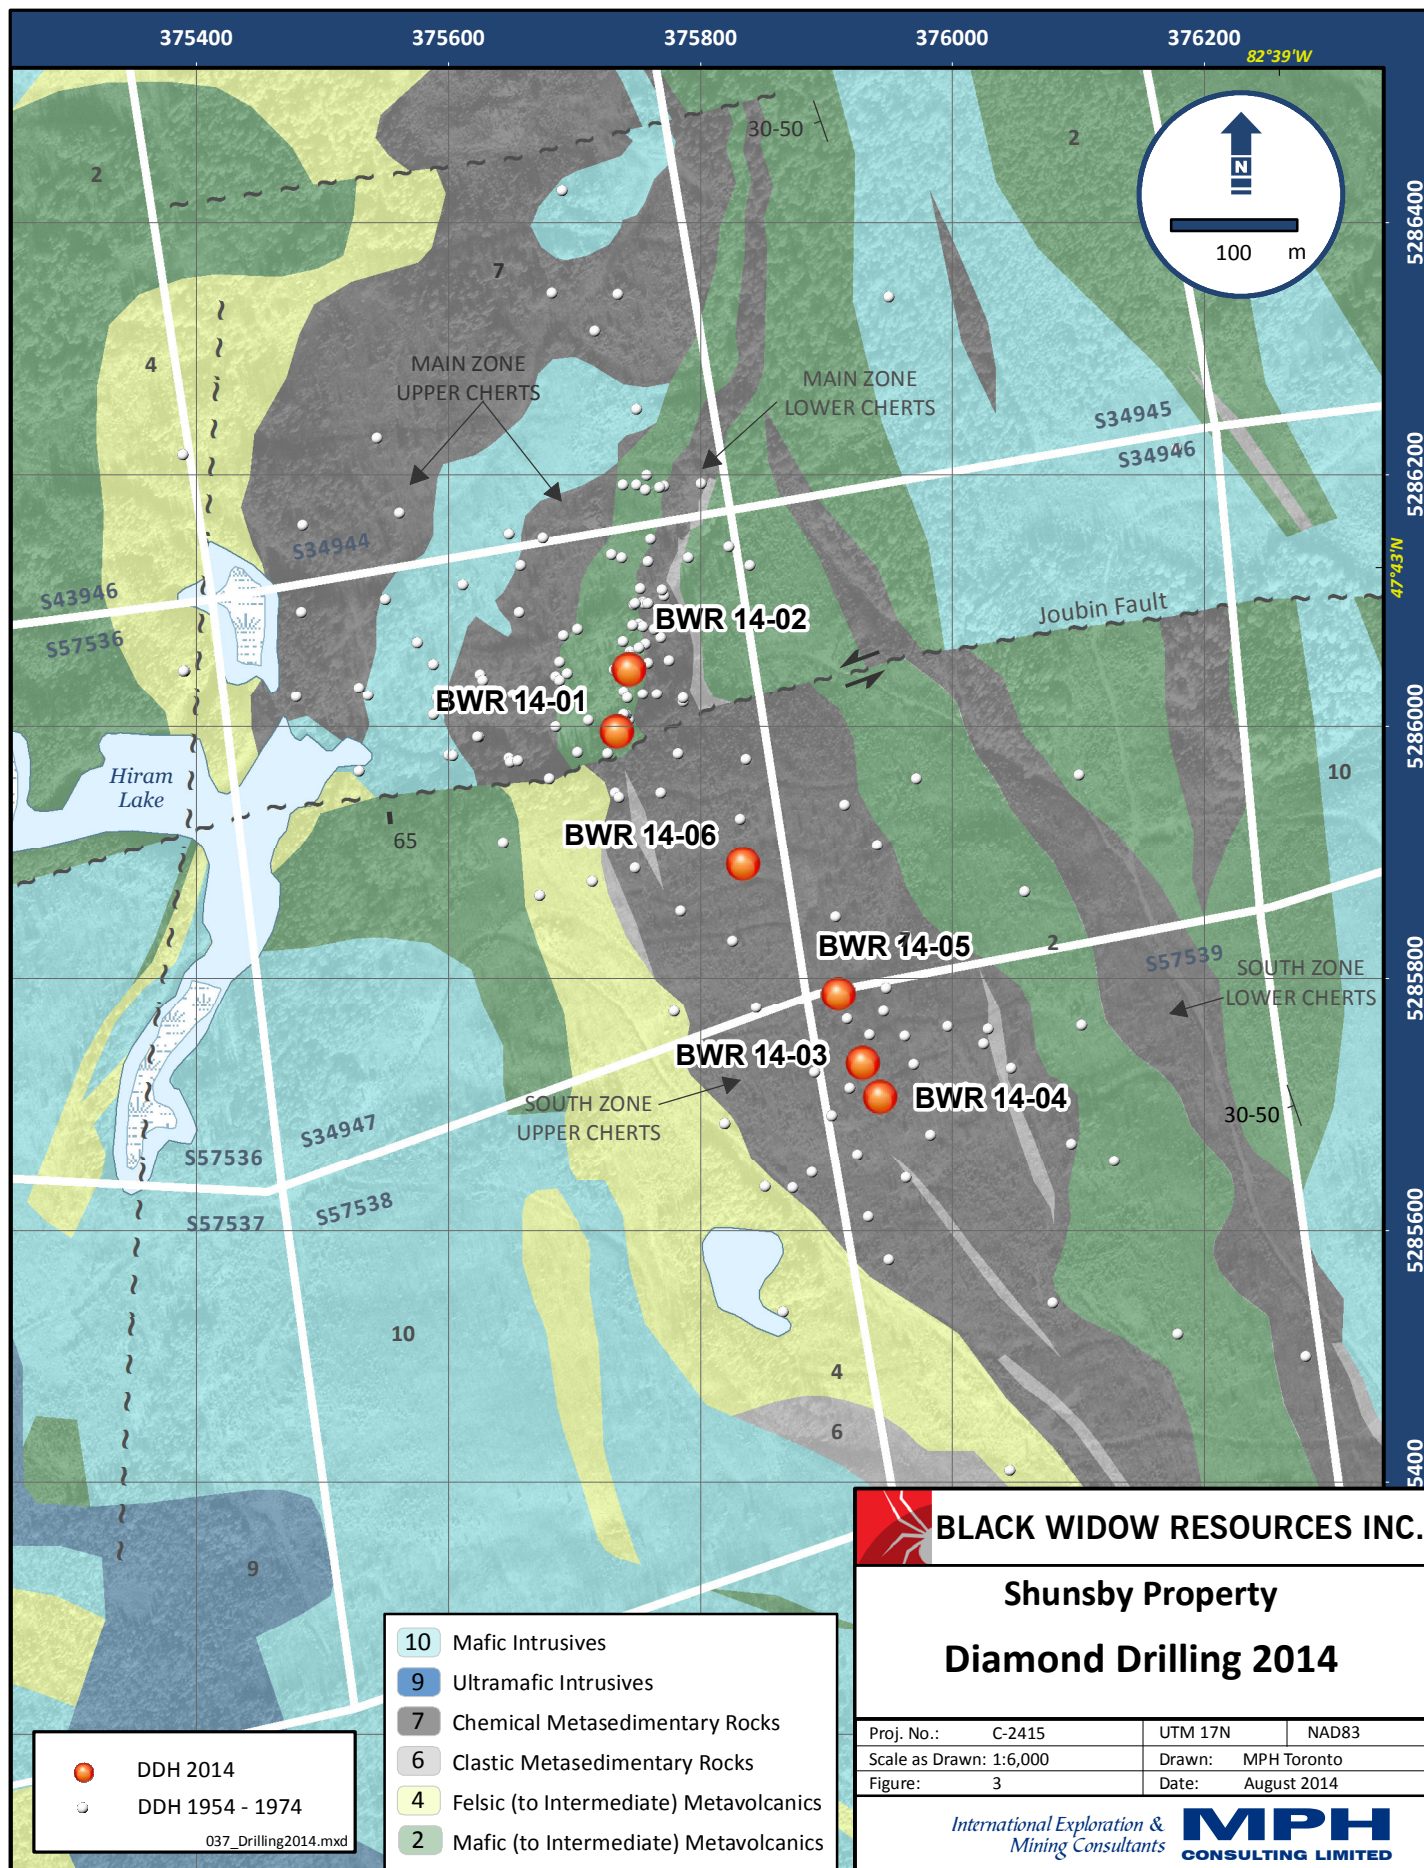 375400 375600 375800 376000 376200
82°39'W
30-50
2
2
N
100 m
5286400
7
4
MAIN ZONE
UPPER CHERTS
MAIN ZONE
LOWER CHERTS
S34945
S34946
5286200
S34944
47°43'N
S43946
S57536
BWR 14-02
Joubin Fault
BWR 14-01
5286000
Hiram
Lake
10
65
BWR 14-06
BWR 14-05
2
S57539
SOUTH ZONE
LOWER CHERTS
5285800
BWR 14-03
BWR 14-04
SOUTH ZONE
UPPER CHERTS
30-50
S34947
S57536
S57538
S57537
5285600
10
4
6
5400
9
BLACK WIDOW RESOURCES INC.
Shunsby Property
Diamond Drilling 2014
Proj. No.: C-2415 UTM 17N NAD83
Scale as Drawn: 1:6,000 Drawn: MPH Toronto
Figure: 3 Date: August 2014
International Exploration &
Mining Consultants
MPH
CONSULTING LIMITED
10 Mafic Intrusives
9 Ultramafic Intrusives
7 Chemical Metasedimentary Rocks
6 Clastic Metasedimentary Rocks
4 Felsic (to Intermediate) Metavolcanics
2 Mafic (to Intermediate) Metavolcanics
DDH 2014
DDH 1954 - 1974
037_Drilling2014.mxd